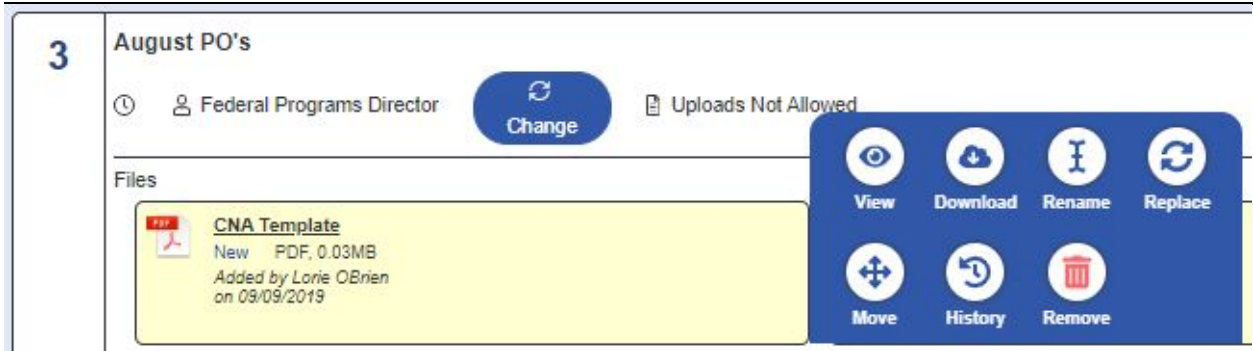 3
August PO's
Federal Programs Director
Change
Uploads Not Allowed
Files
PDF
CNA Template
New PDF, 0.03MB
Added by Lorie OBrien
on 09/09/2019
View Download Rename Replace
Move History Remove